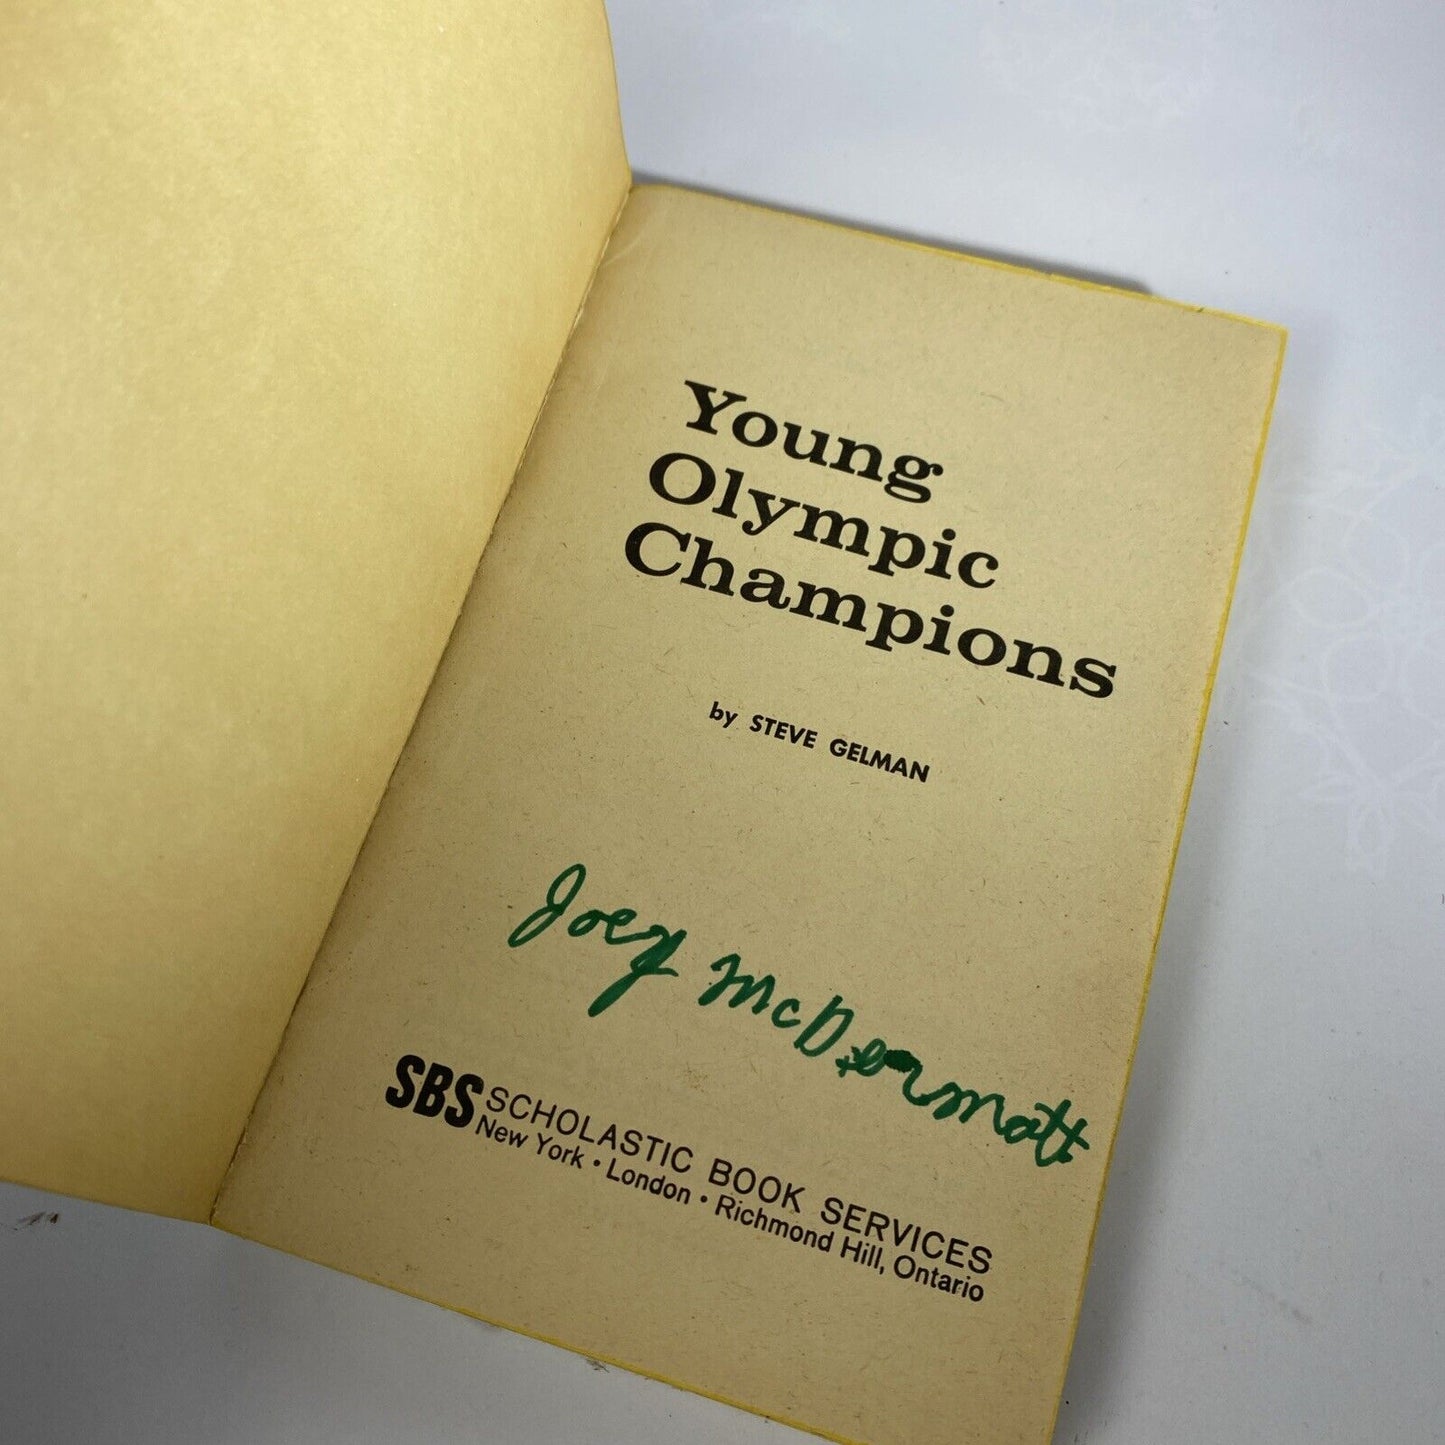 Young
Olympic
Champions
by STEVE GELMAN
Joey McDermott
SBS SCHOLASTIC BOOK SERVICES
New York • London • Richmond Hill, Ontario